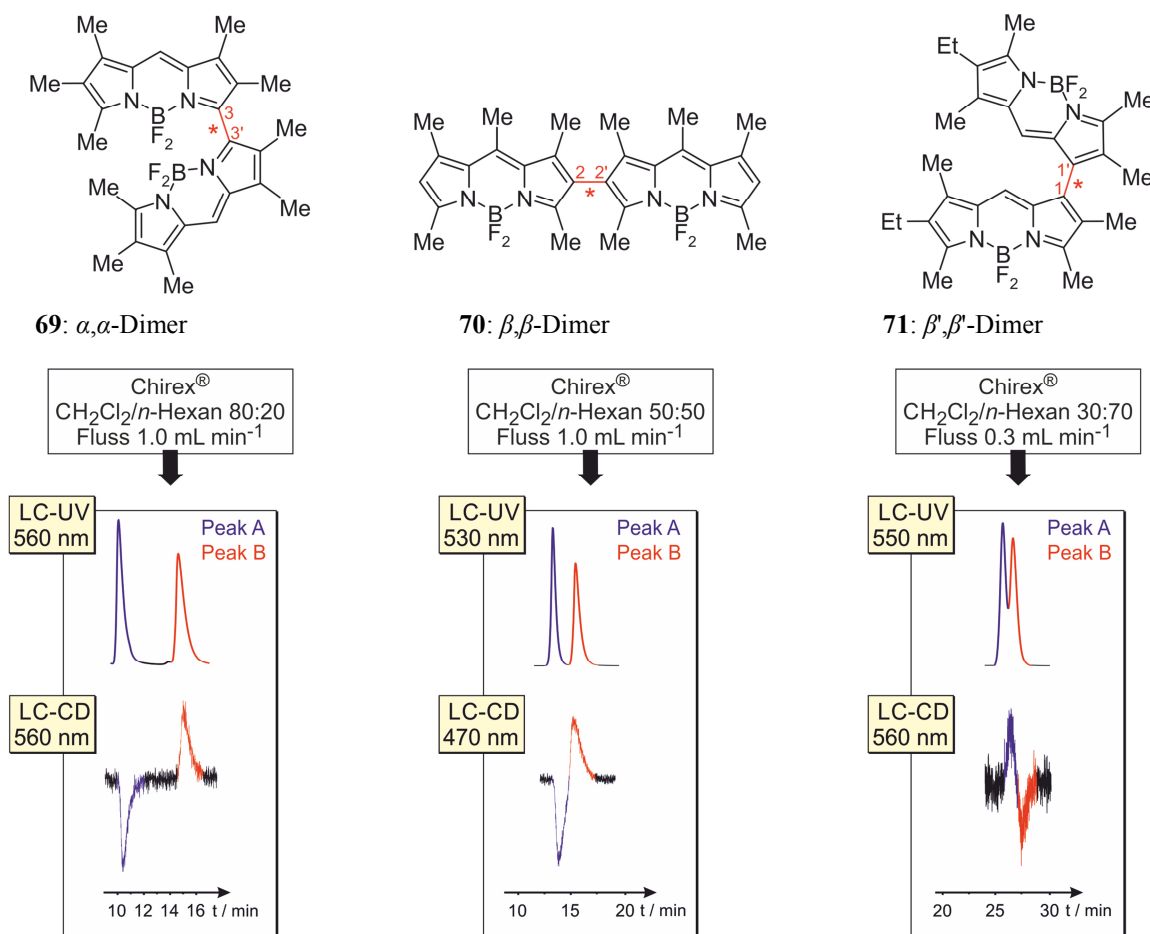 Me Me Me Me
Me Me
N B N
Me F2 3
* 3'
F2B N Me
Me N Me
Me Me
Me
69: α,α-Dimer
Me Me Me Me Me Me
2 2'
*
N B N N B N
Me F2 Me Me F2 Me
70: β,β-Dimer
Me
Et
N BF2
Me N Me
Me 1' Me
1 *
Et Me
N B N
Me F2 Me
71: β',β'-Dimer
Chirex®
CH2Cl2/n-Hexan 80:20
Fluss 1.0 mL min-1
Chirex®
CH2Cl2/n-Hexan 50:50
Fluss 1.0 mL min-1
Chirex®
CH2Cl2/n-Hexan 30:70
Fluss 0.3 mL min-1
LC-UV
560 nm
Peak A
Peak B
LC-CD
560 nm
10 12 14 16 t / min
LC-UV
530 nm
Peak A
Peak B
LC-CD
470 nm
10 15 20 t / min
LC-UV
550 nm
Peak A
Peak B
LC-CD
560 nm
20 25 30 t / min